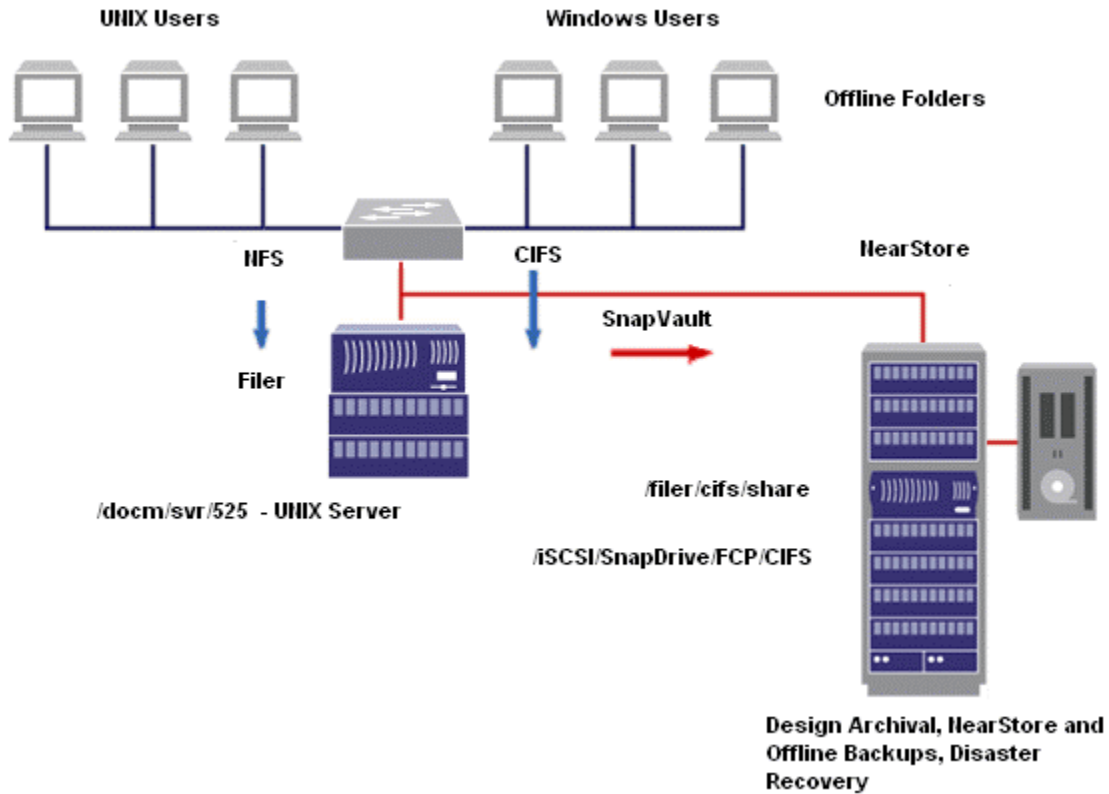 UNIX Users
Windows Users
Offline Folders
NFS
CIFS
NearStore
SnapVault
Filer
/filer/cifs/share
/docm/svr/525 - UNIX Server
/iSCSI/SnapDrive/FCP/CIFS
Design Archival, NearStore and
Offline Backups, Disaster
Recovery